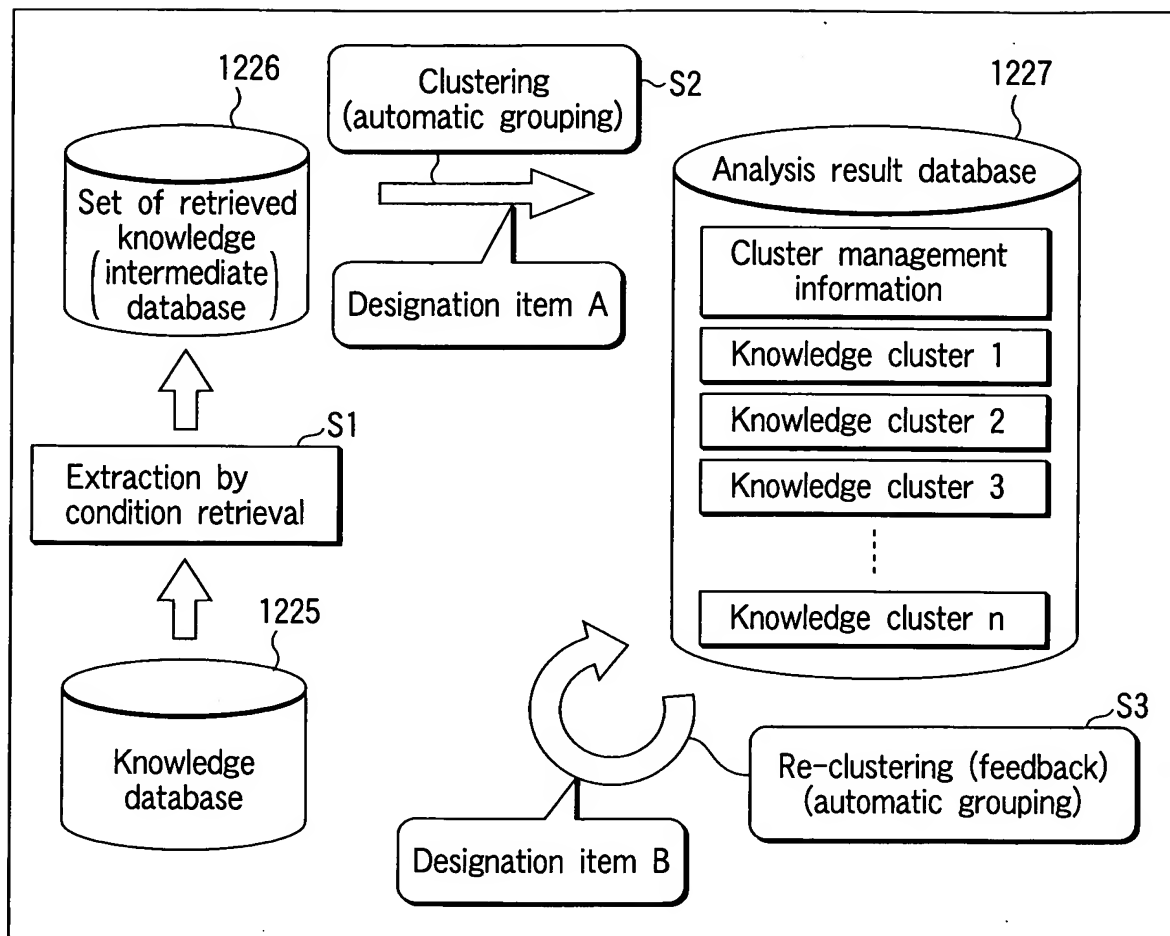 1226
Set of retrieved
knowledge
(intermediate
database)
Clustering
(automatic grouping)
S2
Designation item A
1227
Analysis result database
Cluster management
information
Knowledge cluster 1
Knowledge cluster 2
Knowledge cluster 3
Knowledge cluster n
S1
Extraction by
condition retrieval
1225
Knowledge
database
S3
Re-clustering (feedback)
(automatic grouping)
Designation item B